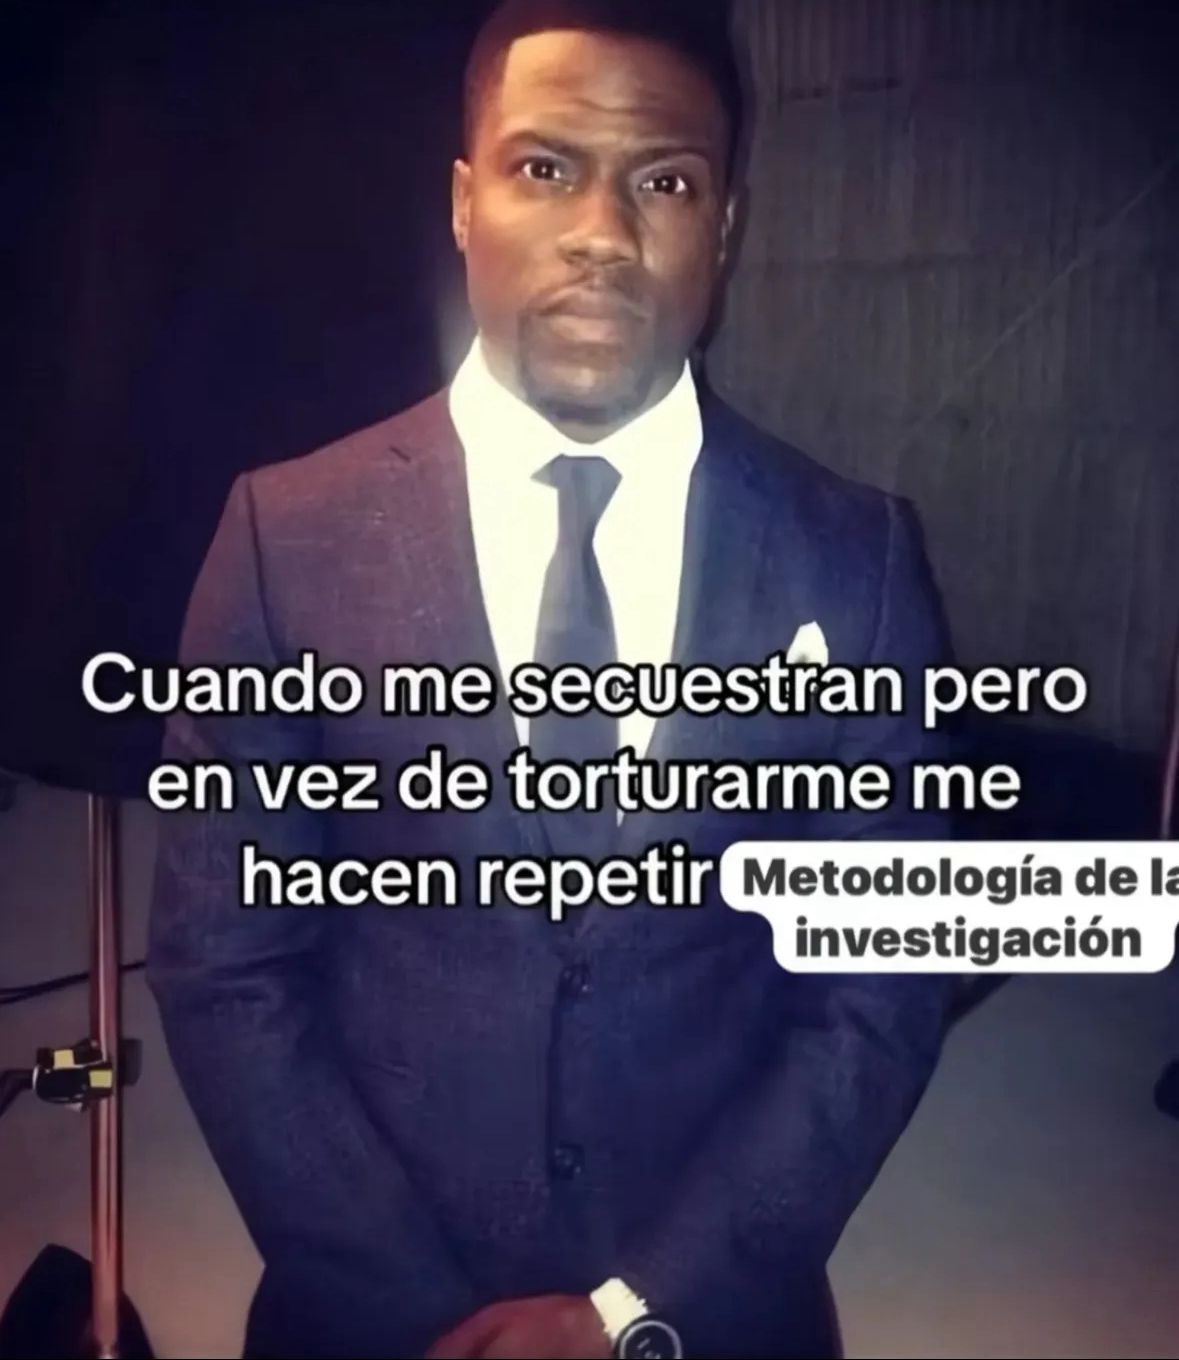 Cuando me secuestran pero
en vez de torturarme me
hacen repetir Metodología de la
investigación